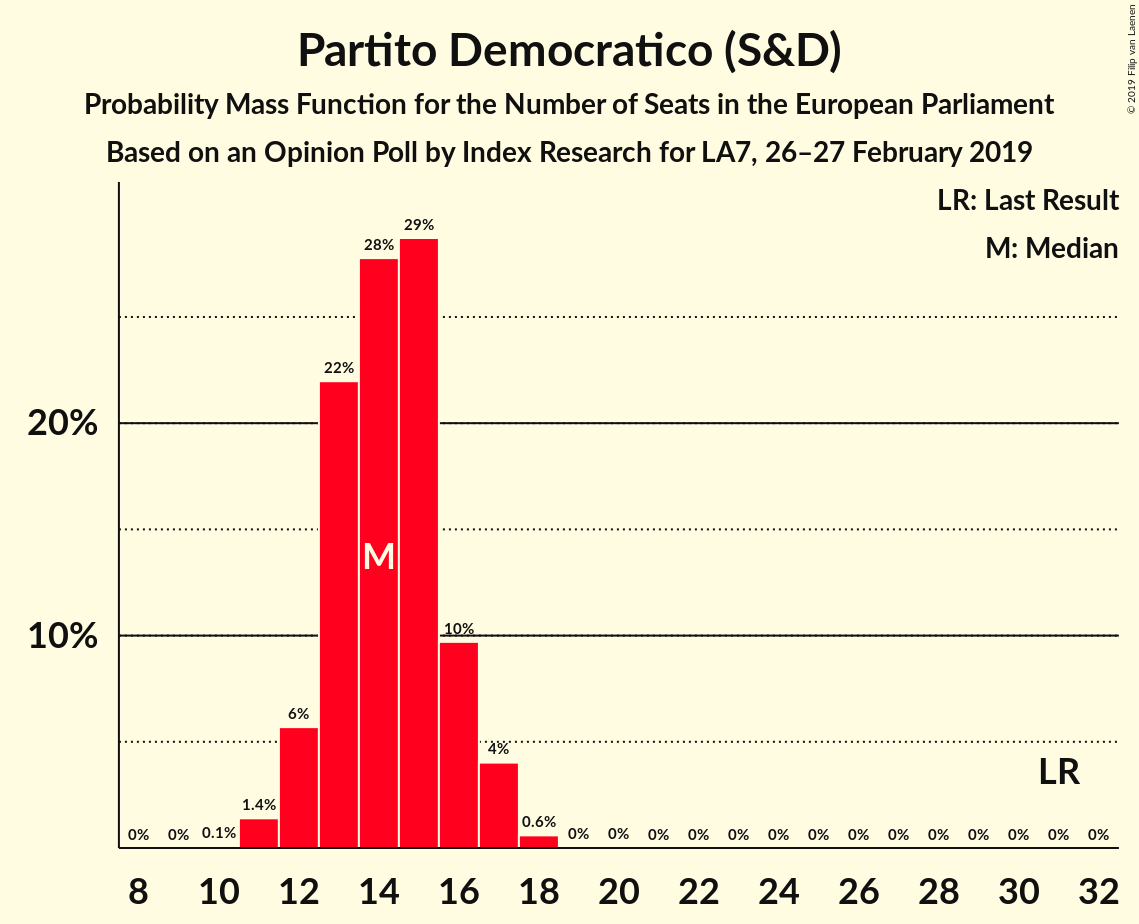 Partito Democratico (S&D)
Probability Mass Function for the Number of Seats in the European Parliament
Based on an Opinion Poll by Index Research for LA7, 26–27 February 2019
© 2019 Filip van Laenen
LR: Last Result
M: Median
20%
10%
0% 0% 0.1% 1.4% 6% 22% 28% 29% 10% 4% 0.6% 0% 0% 0% 0% 0% 0% 0% 0% 0% 0% 0% 0% 0% 0%
M
LR
8 10 12 14 16 18 20 22 24 26 28 30 32